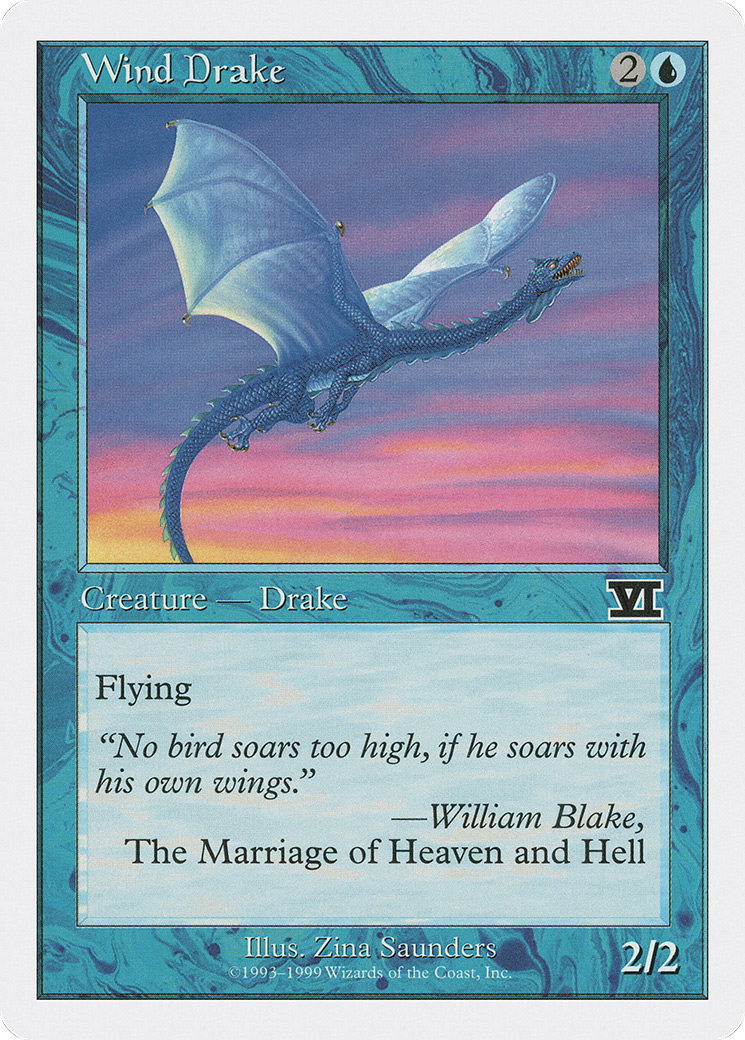 Wind Drake 2
Creature — Drake VI
Flying
“No bird soars too high, if he soars with
his own wings.”
—William Blake,
The Marriage of Heaven and Hell
Illus. Zina Saunders
©1993–1999 Wizards of the Coast, Inc.
2/2